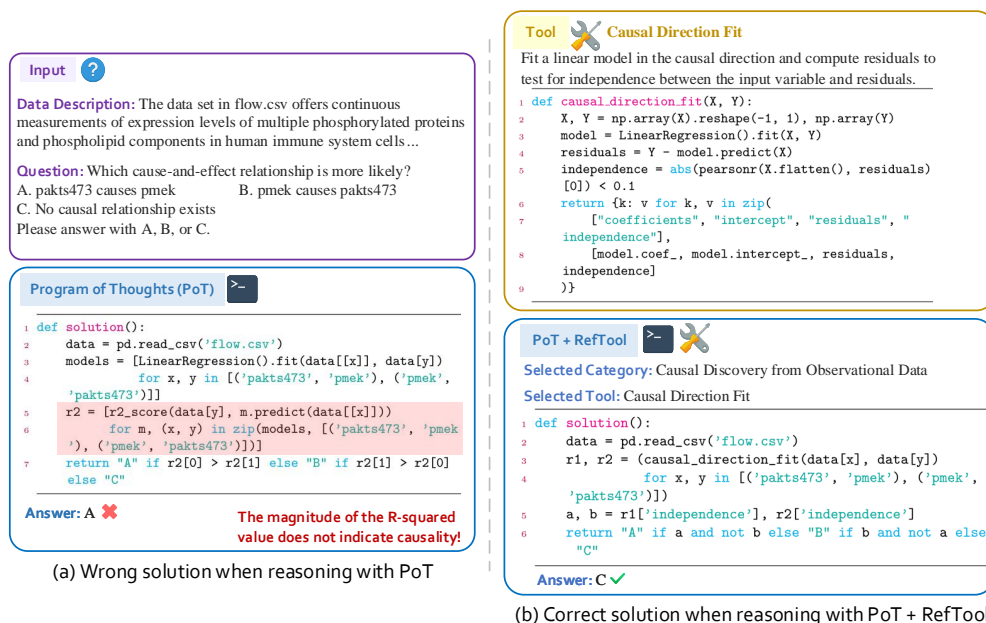 Input
Data Description: The data set in flow.csv offers continuous
measurements of expression levels of multiple phosphorylated proteins
and phospholipid components in human immune system cells ...
Question: Which cause-and-effect relationship is more likely?
A. pakts473 causes pmek B. pmek causes pakts473
C. No causal relationship exists
Please answer with A, B, or C.
Program of Thoughts (PoT) >_
1 def solution():
2 data = pd.read_csv('flow.csv')
3 models = [LinearRegression().fit(data[[x]], data[y])
4 for x, y in [('pakts473', 'pmek'), ('pmek',
'pakts473')]]
5 r2 = [r2_score(data[y], m.predict(data[[x]]))
6 for m, (x, y) in zip(models, [('pakts473', 'pmek
'), ('pmek', 'pakts473')])]
7 return "A" if r2[0] > r2[1] else "B" if r2[1] > r2[0]
else "C"
Answer: A
The magnitude of the R-squared
value does not indicate causality!
(a) Wrong solution when reasoning with PoT
Tool Causal Direction Fit
Fit a linear model in the causal direction and compute residuals to
test for independence between the input variable and residuals.
1 def causal_direction_fit(X, Y):
2 X, Y = np.array(X).reshape(-1, 1), np.array(Y)
3 model = LinearRegression().fit(X, Y)
4 residuals = Y - model.predict(X)
5 independence = abs(pearsonr(X.flatten(), residuals)
[0]) < 0.1
6 return {k: v for k, v in zip(
7 ["coefficients", "intercept", "residuals", "
independence"],
8 [model.coef_, model.intercept_, residuals,
independence]
9 )}
PoT + RefTool >_
Selected Category: Causal Discovery from Observational Data
Selected Tool: Causal Direction Fit
1 def solution():
2 data = pd.read_csv('flow.csv')
3 r1, r2 = (causal_direction_fit(data[x], data[y])
4 for x, y in [('pakts473', 'pmek'), ('pmek',
'pakts473')])
5 a, b = r1['independence'], r2['independence']
6 return "A" if a and not b else "B" if b and not a else
"C"
Answer: C
(b) Correct solution when reasoning with PoT + RefTool